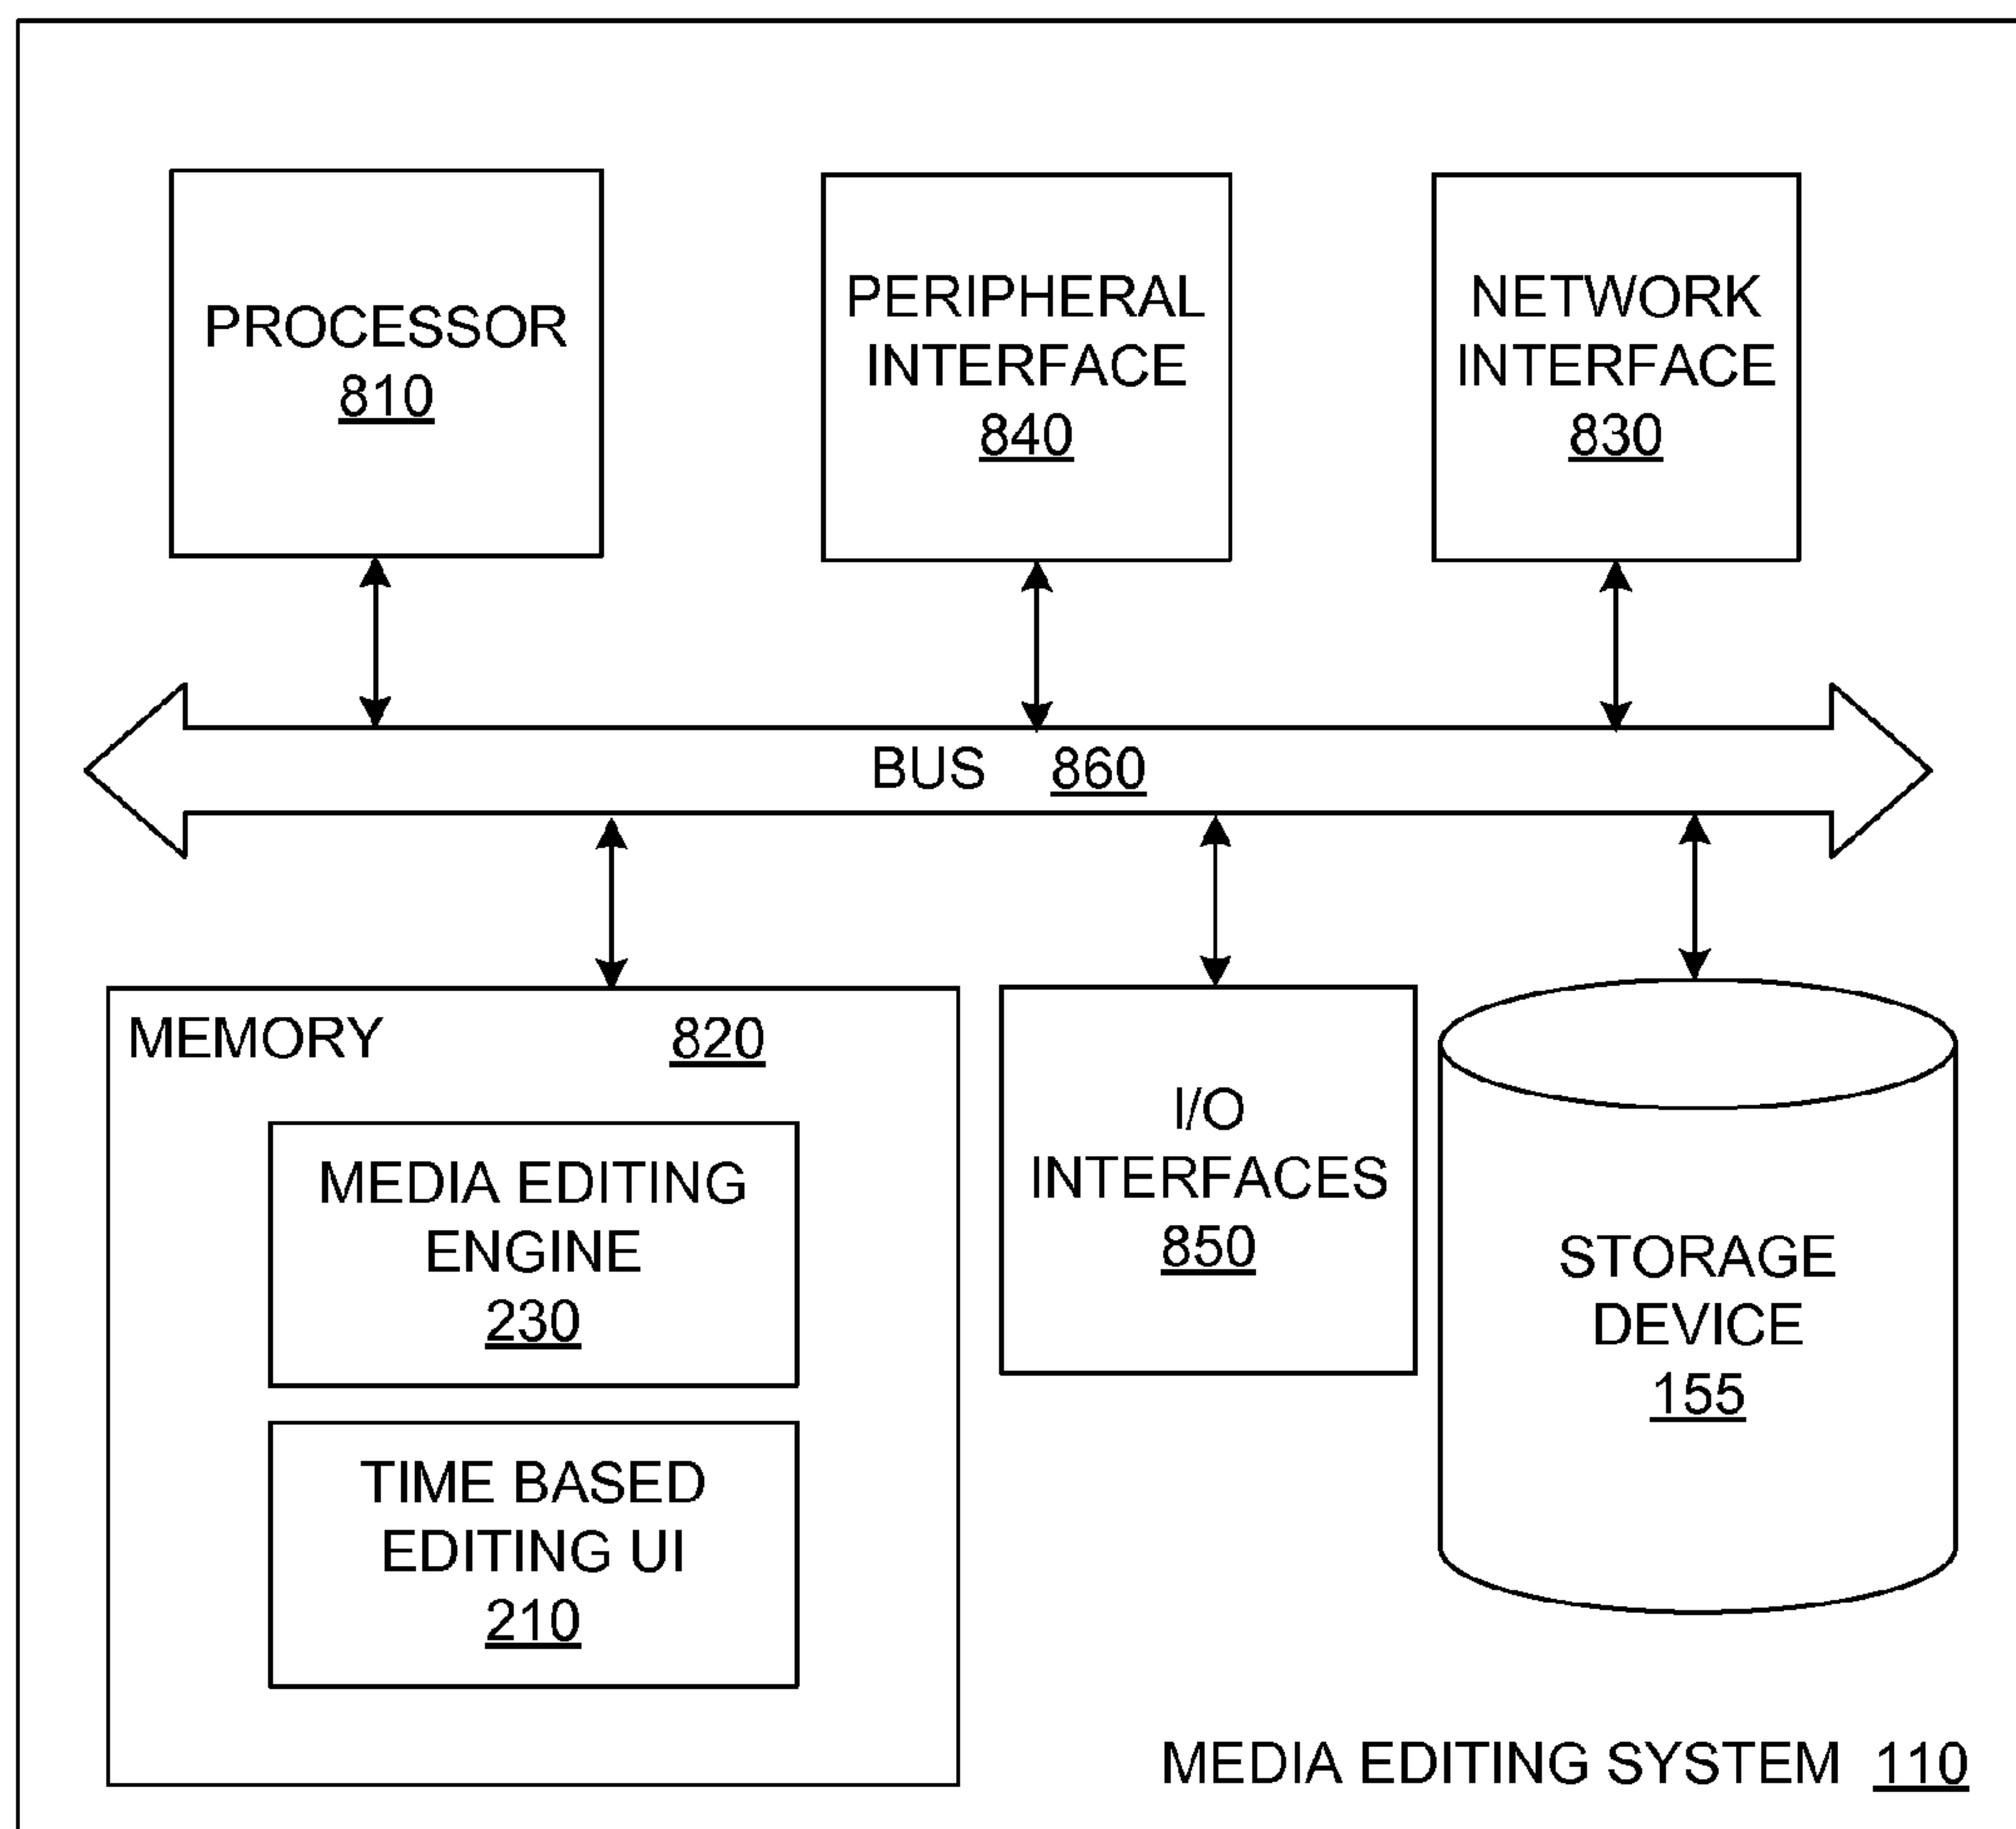 PROCESSOR
810
PERIPHERAL
INTERFACE
840
NETWORK
INTERFACE
830
BUS 860
MEMORY 820
MEDIA EDITING
ENGINE
230
TIME BASED
EDITING UI
210
I/O
INTERFACES
850
STORAGE
DEVICE
155
MEDIA EDITING SYSTEM 110